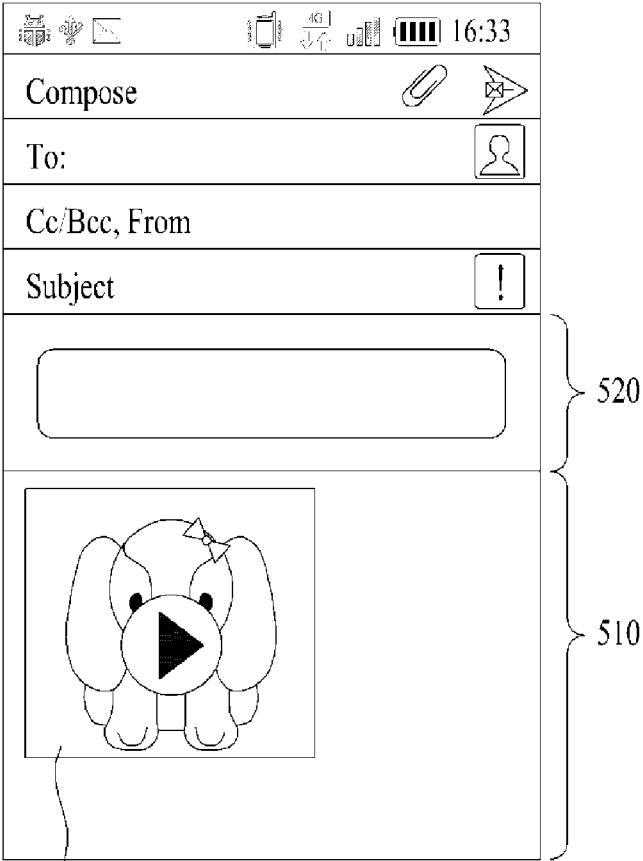 4G 16:33
Compose
To:
Cc/Bcc, From
Subject !
520
510